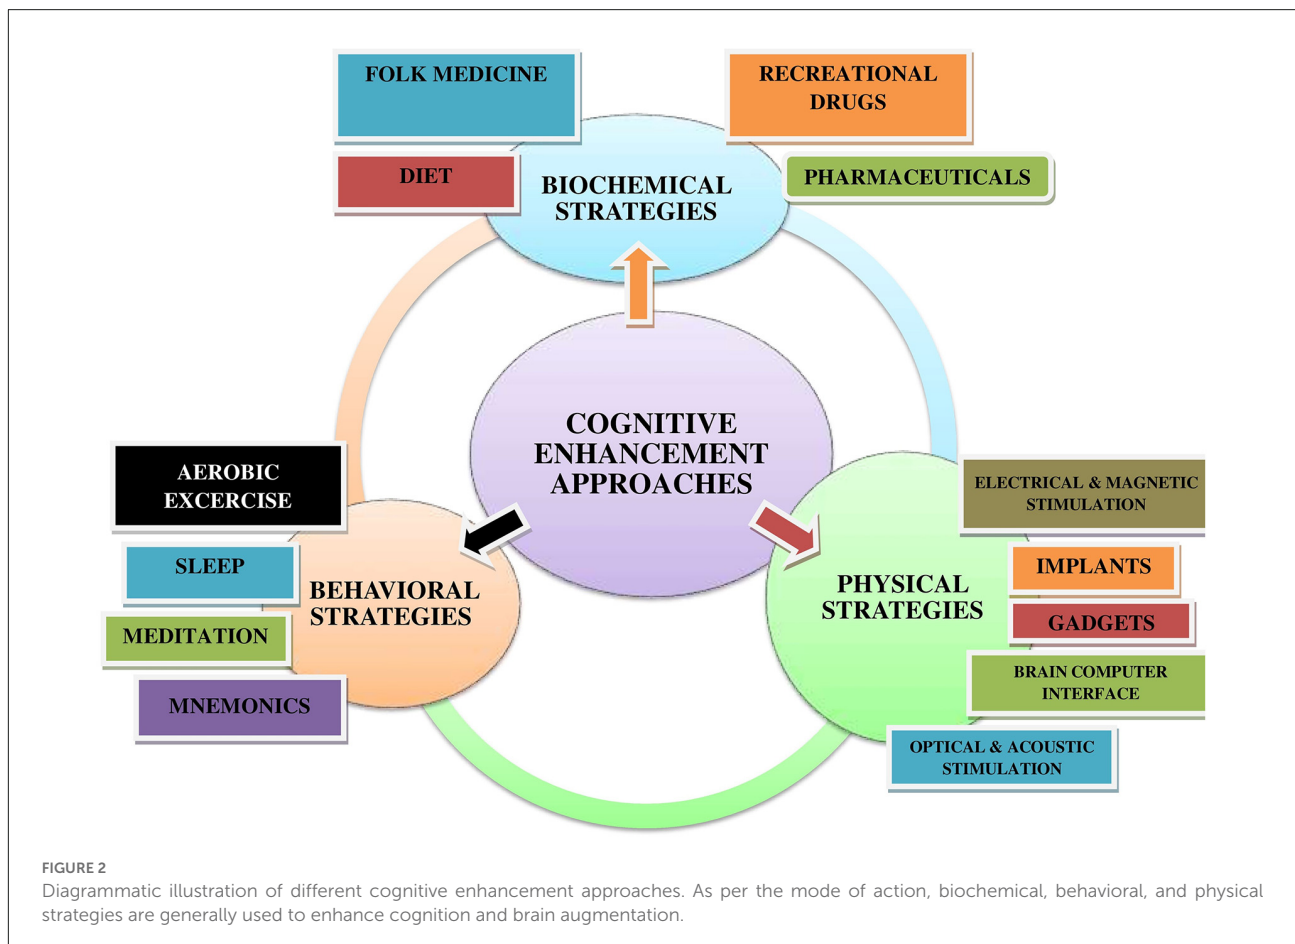 FOLK MEDICINE
RECREATIONAL
DRUGS
DIET
PHARMACEUTICALS
BIOCHEMICAL
STRATEGIES
COGNITIVE
ENHANCEMENT
APPROACHES
AEROBIC
EXCERCISE
SLEEP
MEDITATION
MNEMONICS
BEHAVIORAL
STRATEGIES
PHYSICAL
STRATEGIES
ELECTRICAL & MAGNETIC
STIMULATION
IMPLANTS
GADGETS
BRAIN COMPUTER
INTERFACE
OPTICAL & ACOUSTIC
STIMULATION
FIGURE 2
Diagrammatic illustration of different cognitive enhancement approaches. As per the mode of action, biochemical, behavioral, and physical
strategies are generally used to enhance cognition and brain augmentation.